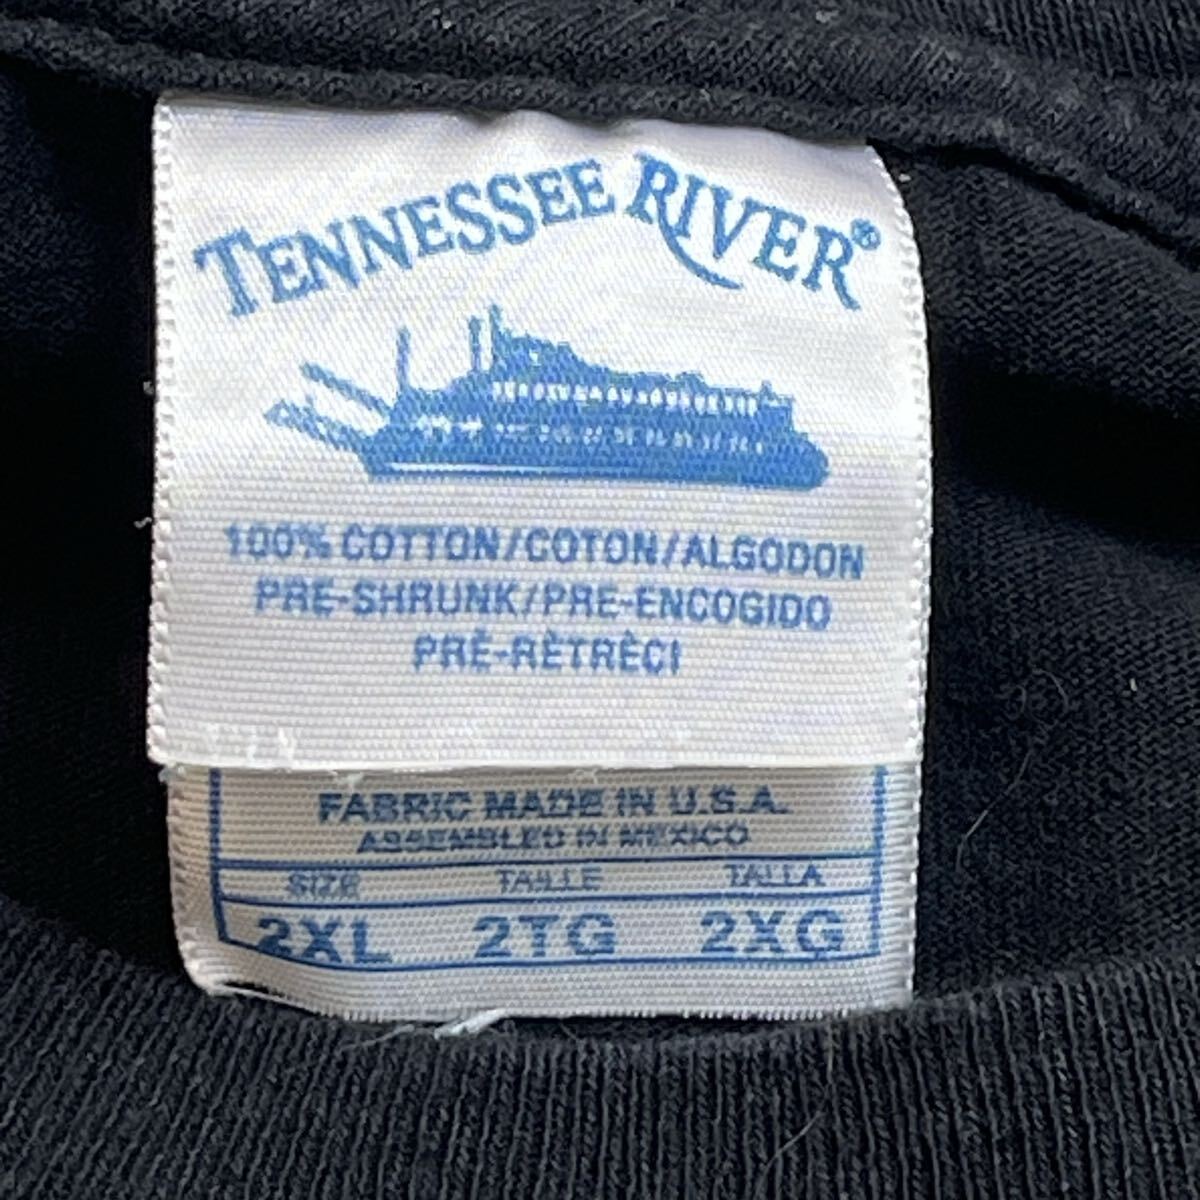 TENNESSEE RIVER®
100% COTTON/COTON/ALGODON
PRE-SHRUNK/PRE-ENCOGIDO
PRÉ-RÈTRÈCI
FABRIC MADE IN U.S.A.
ASSEMBLED IN MEXICO
SIZE TAILLE TALLA
2XL 2TG 2XG